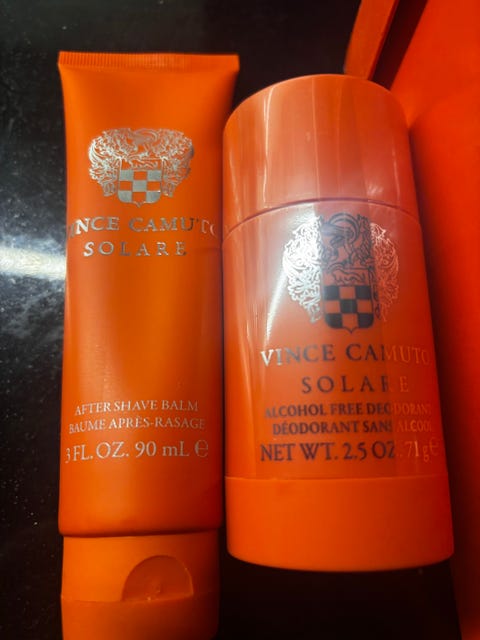 VINCE CAMUTO
SOLARE
AFTER SHAVE BALM
BAUME APRÈS-RASAGE
3 FL. OZ. 90 mL ℮
VINCE CAMUTO
SOLARE
ALCOHOL FREE DEODORANT
DÉODORANT SANS ALCOOL
NET WT. 2.5 OZ. 71g ℮